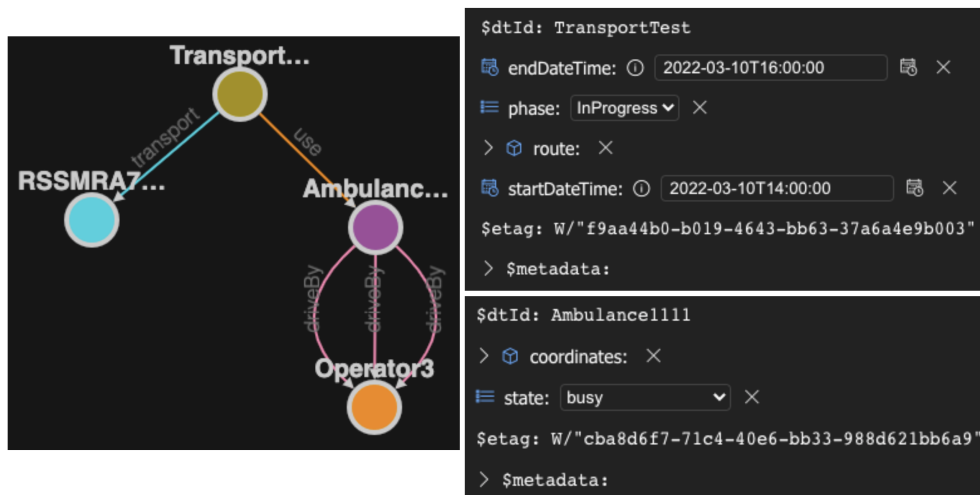 Transport...
transport
use
RSSMRA7...
Ambulanc...
driveBy
driveBy
driveBy
Operator3
$dtId: TransportTest
endDateTime: 2022-03-10T16:00:00
phase: InProgress
route:
startDateTime: 2022-03-10T14:00:00
$etag: W/"f9aa44b0-b019-4643-bb63-37a6a4e9b003"
$metadata:
$dtId: Ambulance1111
coordinates:
state: busy
$etag: W/"cba8d6f7-71c4-40e6-bb33-988d621bb6a9"
$metadata: